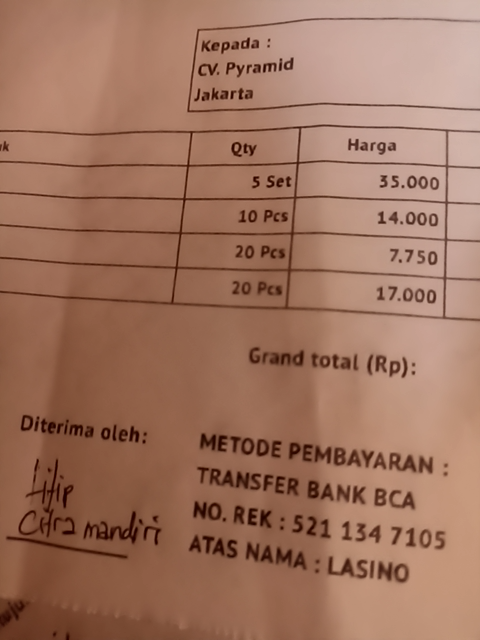 Kepada :
CV. Pyramid
Jakarta
Qty Harga
5 Set 35.000
10 Pcs 14.000
20 Pcs 7.750
20 Pcs 17.000
Grand total (Rp):
Diterima oleh:
METODE PEMBAYARAN :
TRANSFER BANK BCA
NO. REK : 521 134 7105
ATAS NAMA : LASINO
Citra mandiri